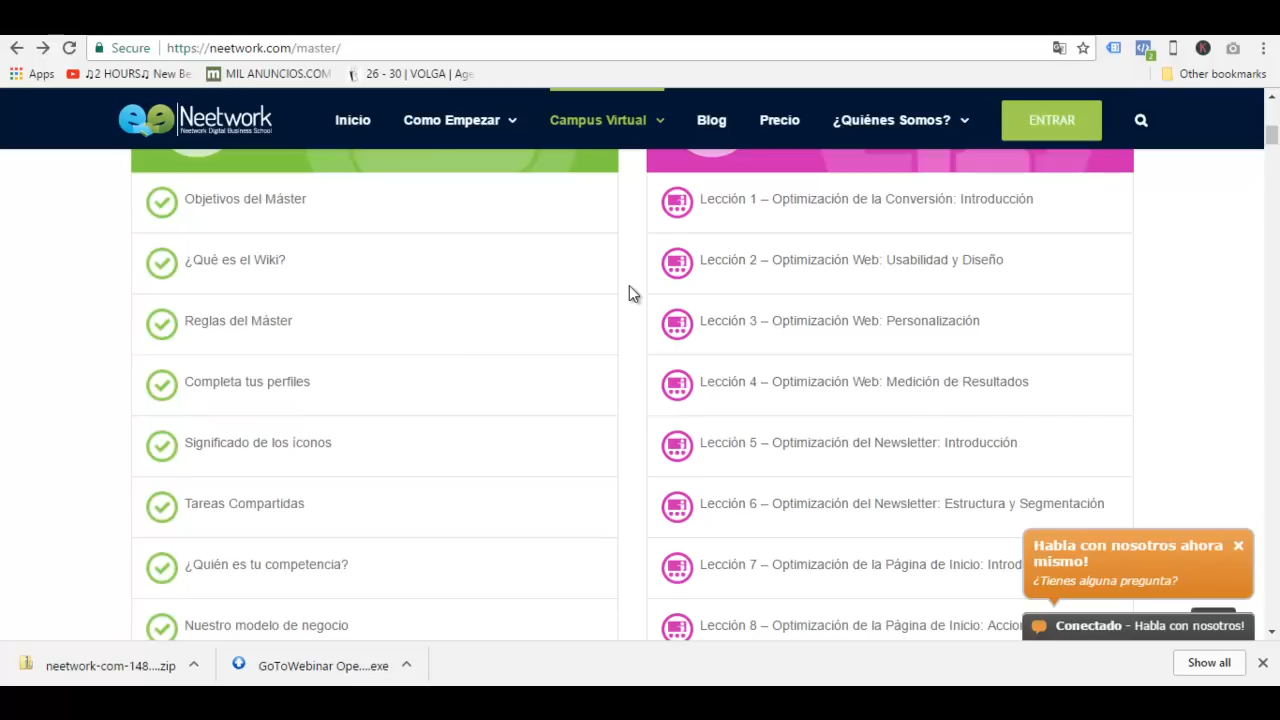 Secure
https://neetwork.com/master/
2
K
Apps
♫2 HOURS♫ New Be
MIL ANUNCIOS.COM
26 - 30 | VOLGA | Age
Other bookmarks
Neetwork
Neetwork Digital Business School
Inicio
Como Empezar
Campus Virtual
Blog
Precio
¿Quiénes Somos?
ENTRAR
Objetivos del Máster
¿Qué es el Wiki?
Reglas del Máster
Completa tus perfiles
Significado de los íconos
Tareas Compartidas
¿Quién es tu competencia?
Nuestro modelo de negocio
Lección 1 – Optimización de la Conversión: Introducción
Lección 2 – Optimización Web: Usabilidad y Diseño
Lección 3 – Optimización Web: Personalización
Lección 4 – Optimización Web: Medición de Resultados
Lección 5 – Optimización del Newsletter: Introducción
Lección 6 – Optimización del Newsletter: Estructura y Segmentación
Lección 7 – Optimización de la Página de Inicio: Introd
Lección 8 – Optimización de la Página de Inicio: Accio
Habla con nosotros ahora
mismo!
¿Tienes alguna pregunta?
Conectado - Habla con nosotros!
neetwork-com-148....zip
GoToWebinar Ope....exe
Show all